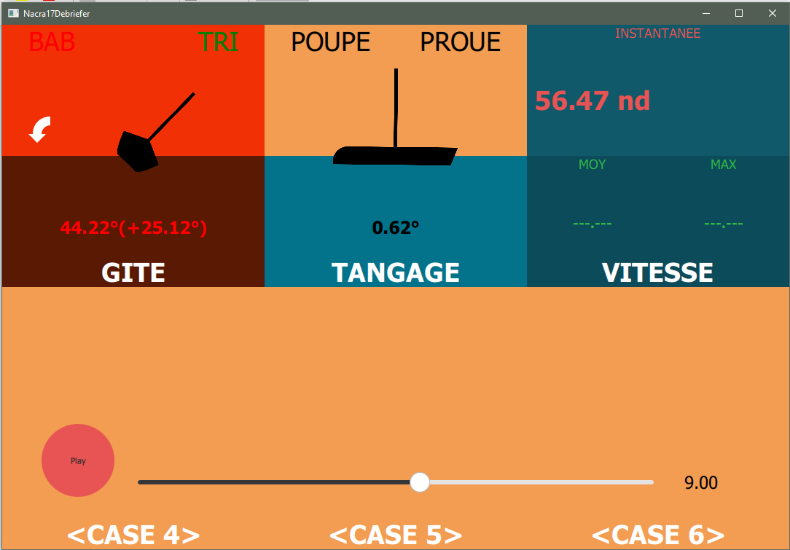 Nacra17Debriefer
BAB TRI POUPE PROUE INSTANTANEE
56.47 nd
MOY MAX
44.22°(+25.12°) 0.62° ---.--- ---.---
GITE TANGAGE VITESSE
Play
9.00
<CASE 4> <CASE 5> <CASE 6>